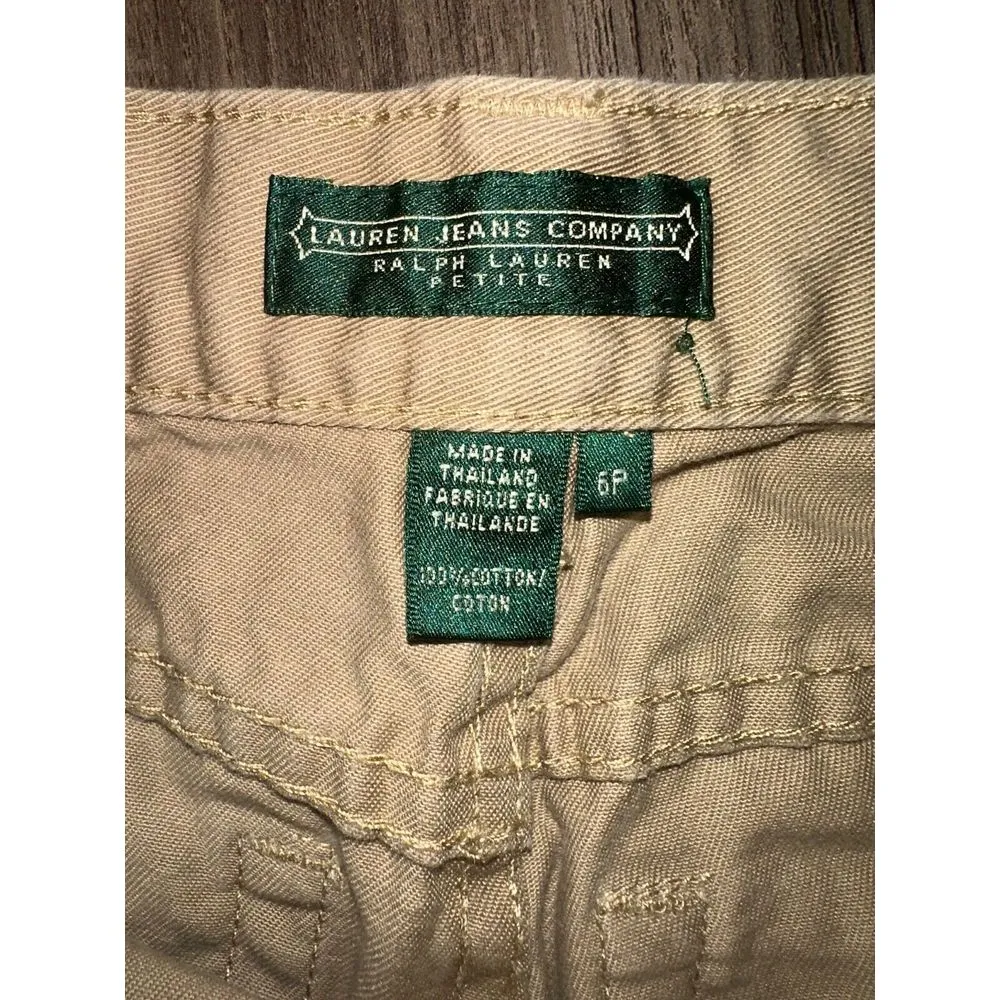 LAUREN JEANS COMPANY
RALPH LAUREN
PETITE
MADE IN
THAILAND
FABRIQUE EN
THAILANDE
100% COTTON/
COTON
6P